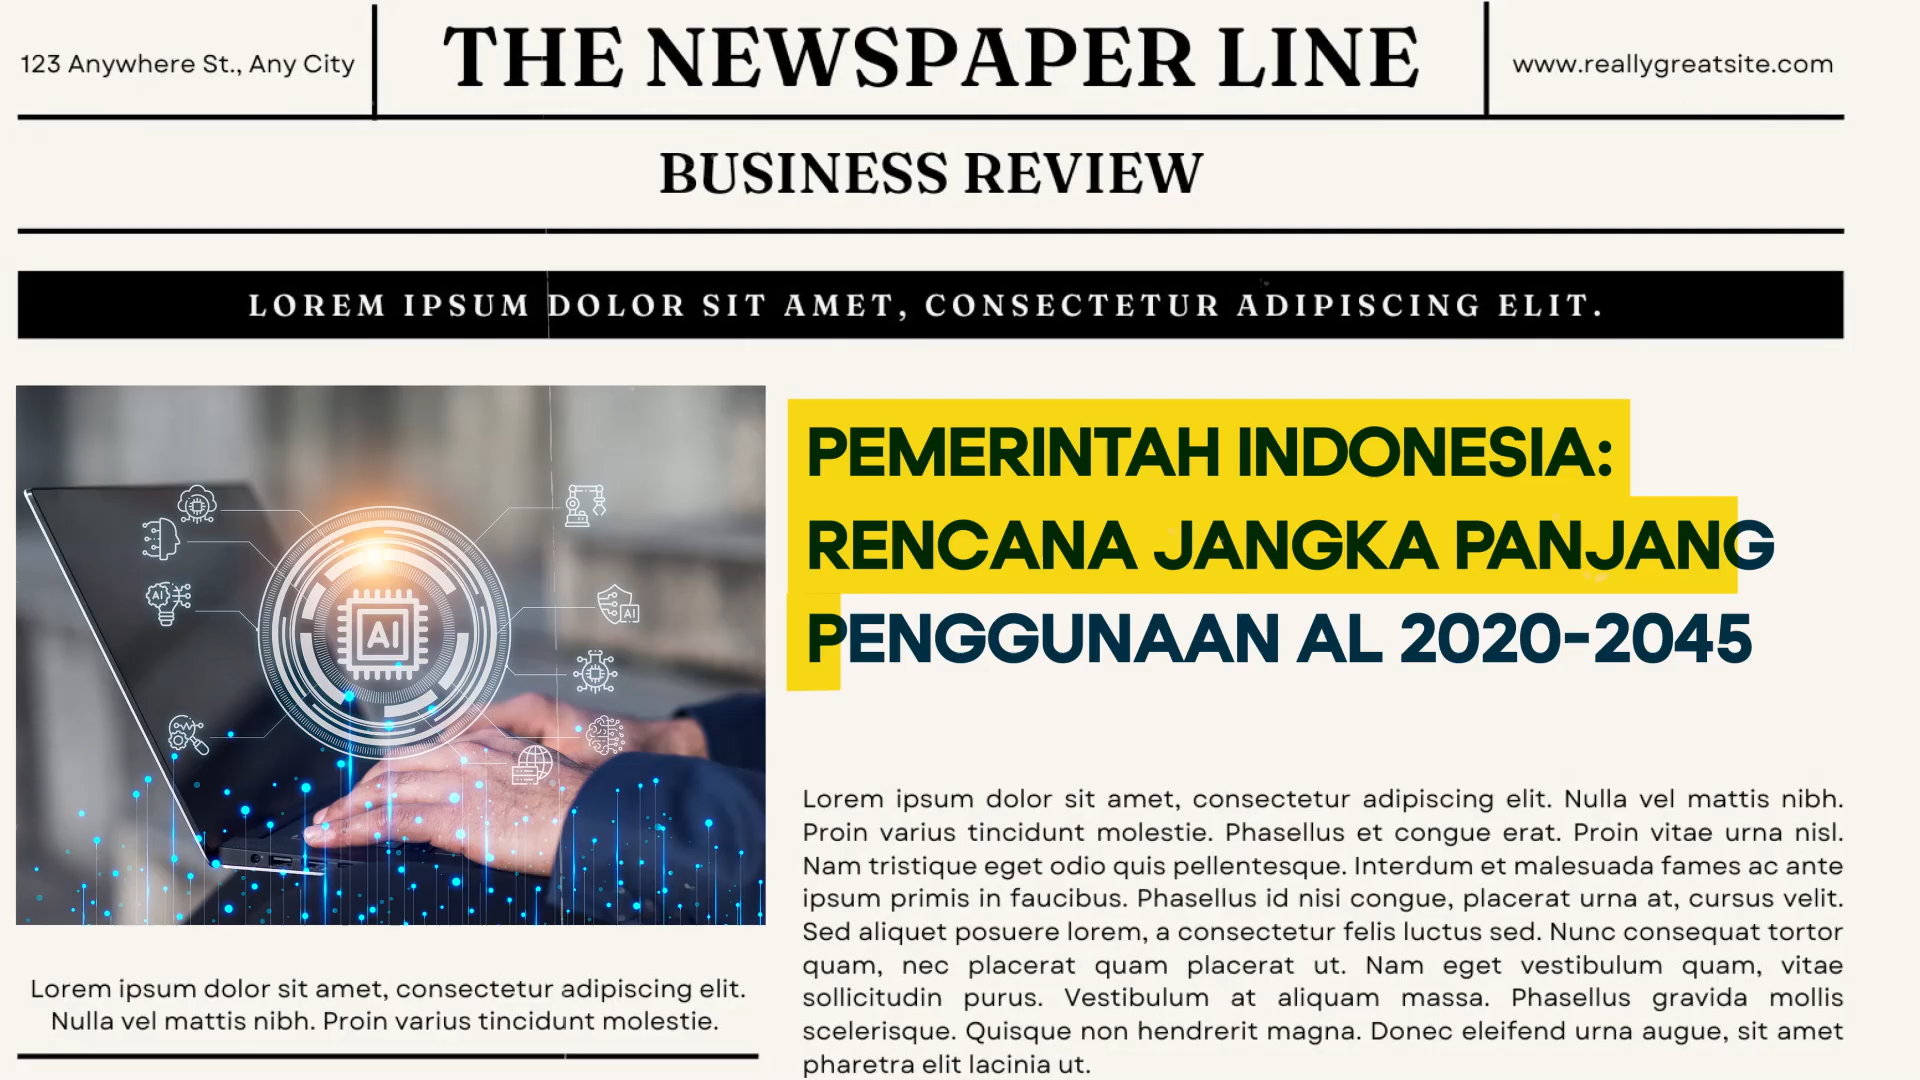 123 Anywhere St., Any City
THE NEWSPAPER LINE
www.reallygreatsite.com
BUSINESS REVIEW
LOREM IPSUM DOLOR SIT AMET, CONSECTETUR ADIPISCING ELIT.
AI
AI
AI
PEMERINTAH INDONESIA:
RENCANA JANGKA PANJANG
PENGGUNAAN AL 2020-2045
Lorem ipsum dolor sit amet, consectetur adipiscing elit.
Nulla vel mattis nibh. Proin varius tincidunt molestie.
Lorem ipsum dolor sit amet, consectetur adipiscing elit. Nulla vel mattis nibh.
Proin varius tincidunt molestie. Phasellus et congue erat. Proin vitae urna nisl.
Nam tristique eget odio quis pellentesque. Interdum et malesuada fames ac ante
ipsum primis in faucibus. Phasellus id nisi congue, placerat urna at, cursus velit.
Sed aliquet posuere lorem, a consectetur felis luctus sed. Nunc consequat tortor
quam, nec placerat quam placerat ut. Nam eget vestibulum quam, vitae
sollicitudin purus. Vestibulum at aliquam massa. Phasellus gravida mollis
scelerisque. Quisque non hendrerit magna. Donec eleifend urna augue, sit amet
pharetra elit lacinia ut.